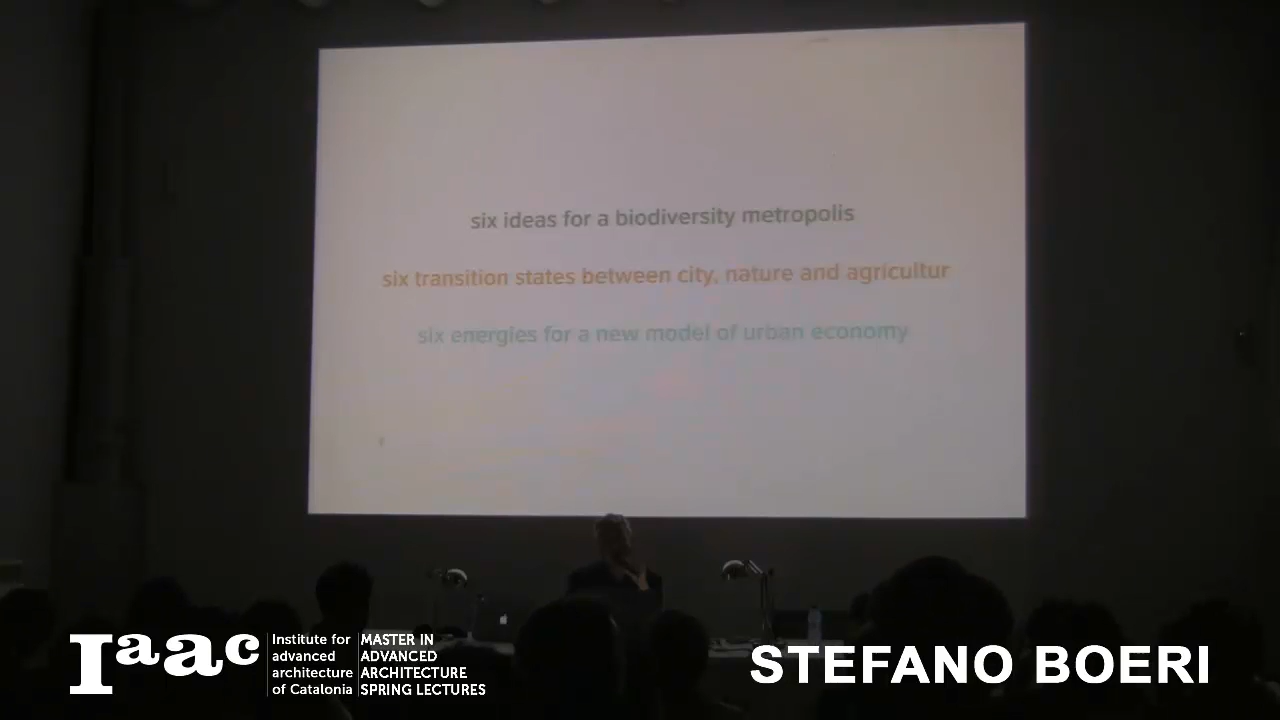 six ideas for a biodiversity metropolis
six transition states between city, nature and agricultur
six energies for a new model of urban economy
Iaac
Institute for
advanced
architecture
of Catalonia
MASTER IN
ADVANCED
ARCHITECTURE
SPRING LECTURES
STEFANO BOERI